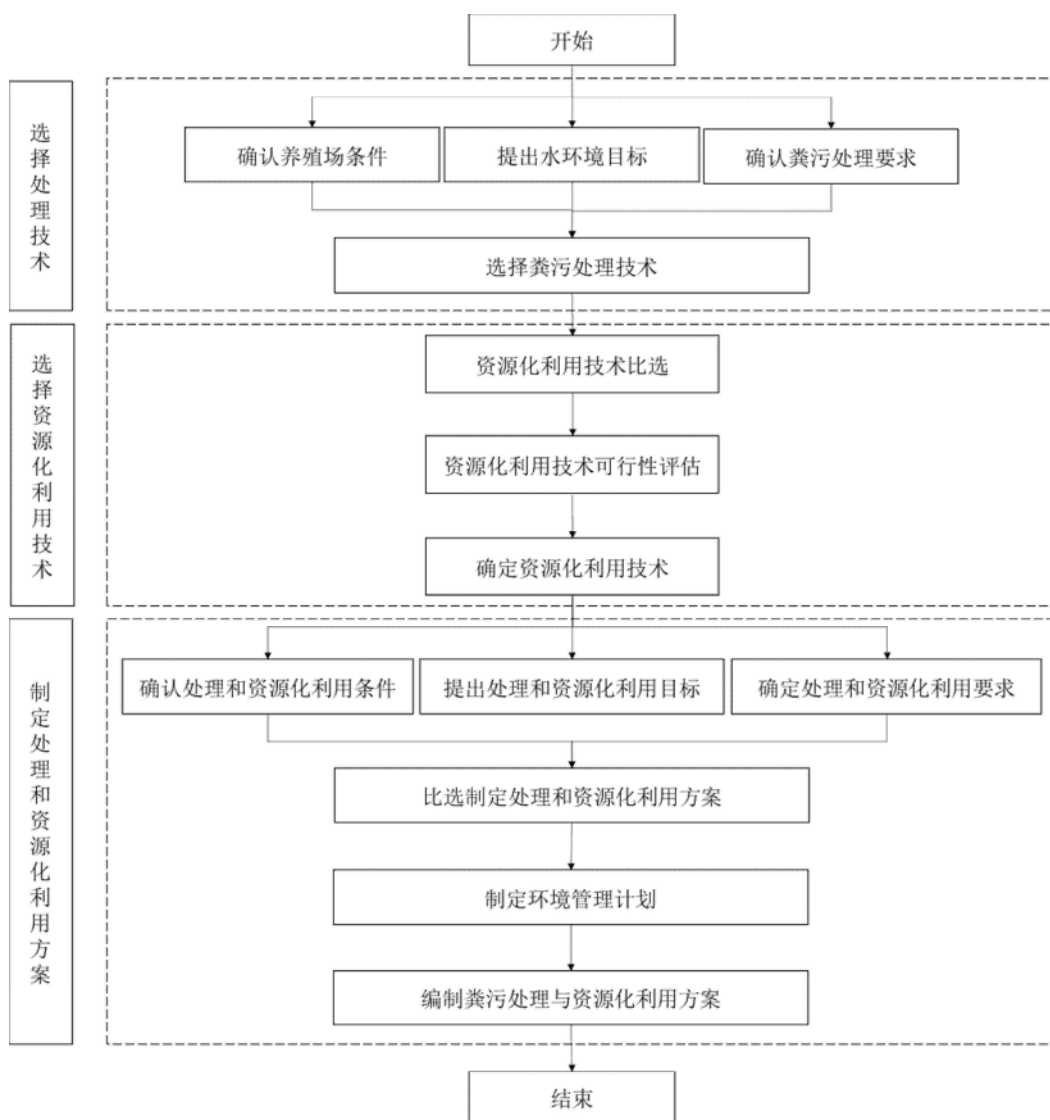 开始
选择处理技术
确认养殖场条件
提出水环境目标
确认粪污处理要求
选择粪污处理技术
选择资源化利用技术
资源化利用技术比选
资源化利用技术可行性评估
确定资源化利用技术
制定处理和资源化利用方案
确认处理和资源化利用条件
提出处理和资源化利用目标
确定处理和资源化利用要求
比选制定处理和资源化利用方案
制定环境管理计划
编制粪污处理与资源化利用方案
结束